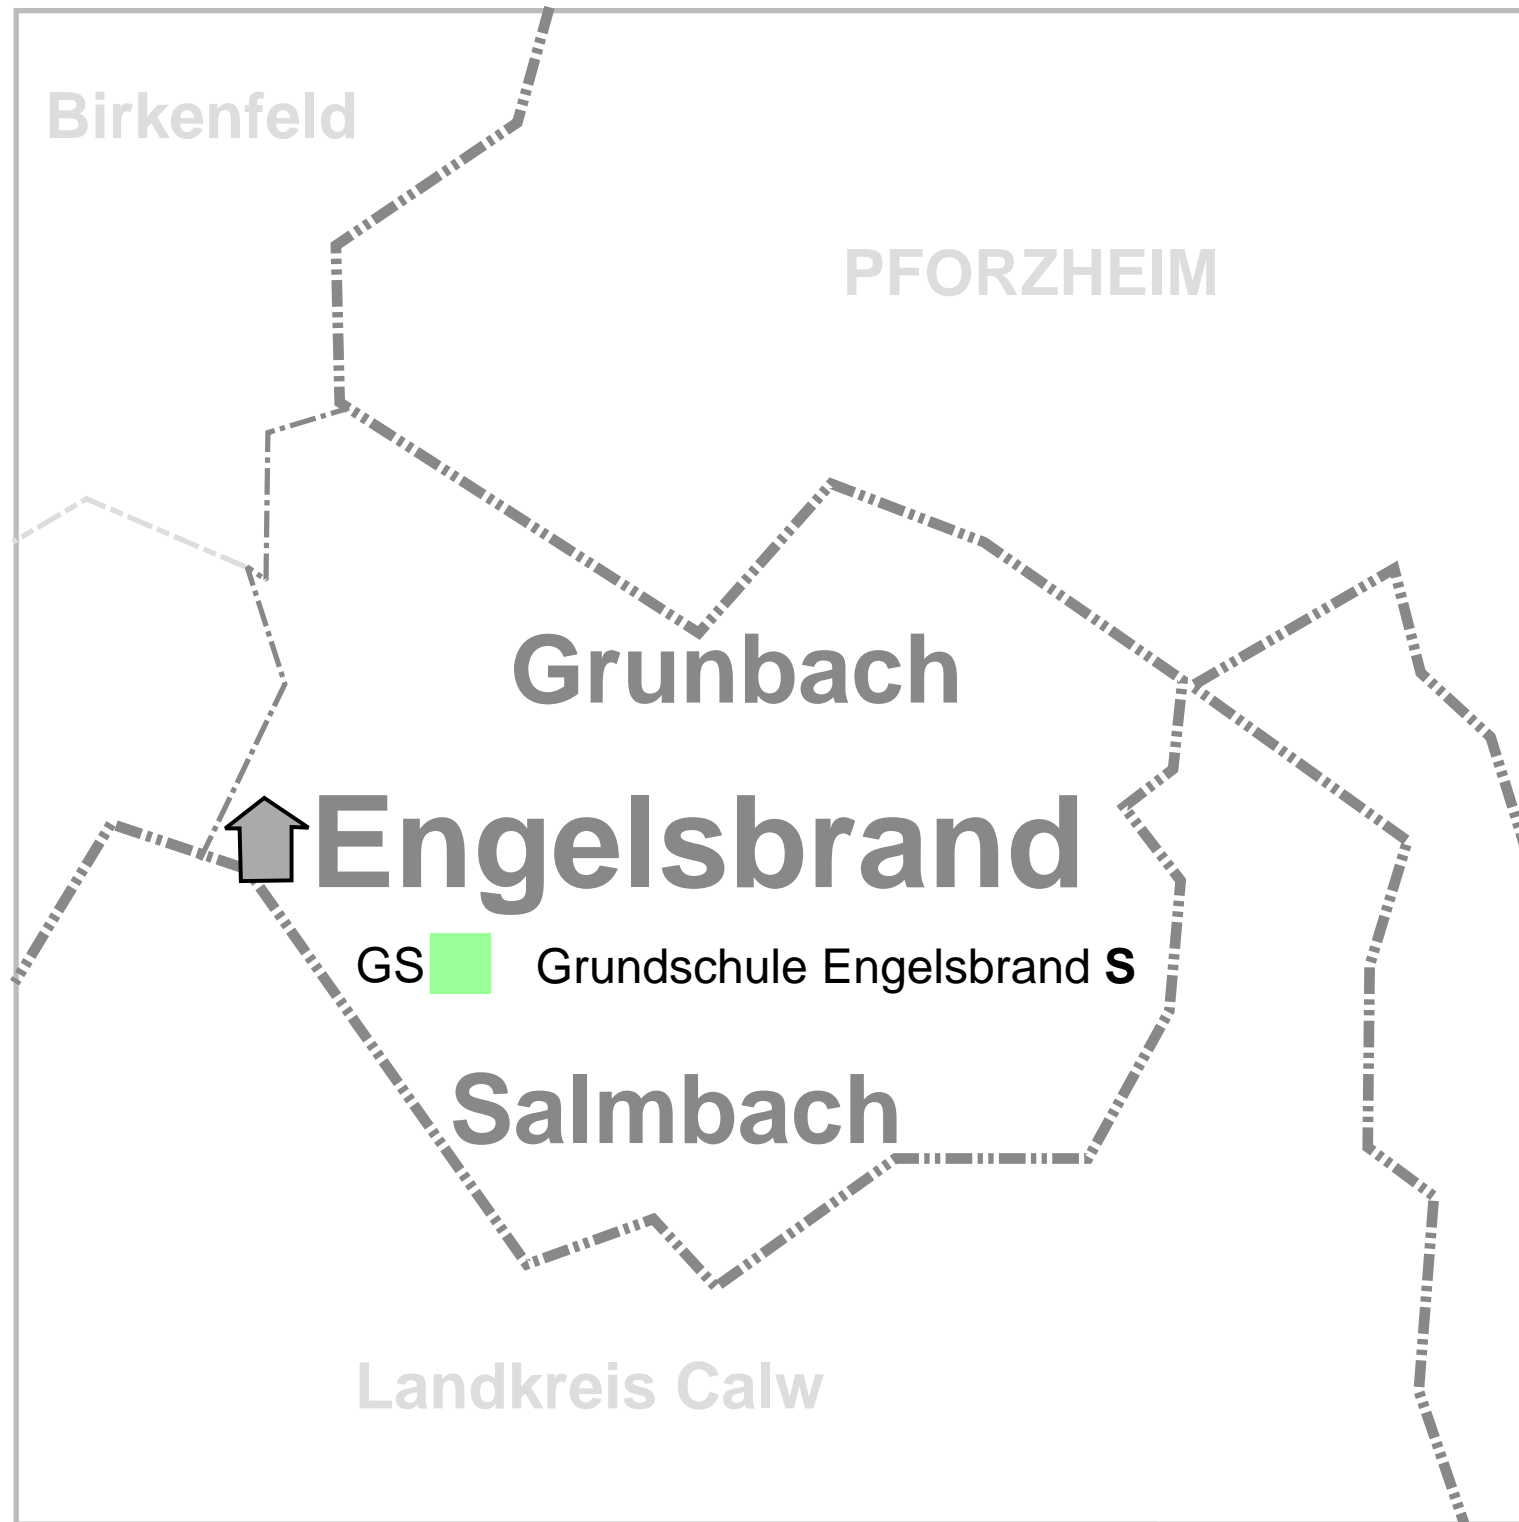 Birkenfeld
PFORZHEIM
Grunbach
Engelsbrand
GS Grundschule Engelsbrand S
Salmbach
Landkreis Calw